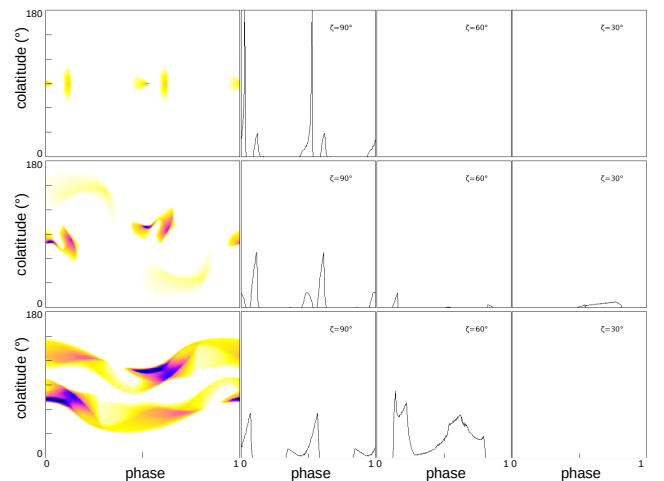 180
colatitude (°)
0
ζ=90°
ζ=60°
ζ=30°
180
colatitude (°)
0
ζ=90°
ζ=60°
ζ=30°
180
colatitude (°)
0
ζ=90°
ζ=60°
ζ=30°
0 1 0 1 0 1 0 1
phase phase phase phase